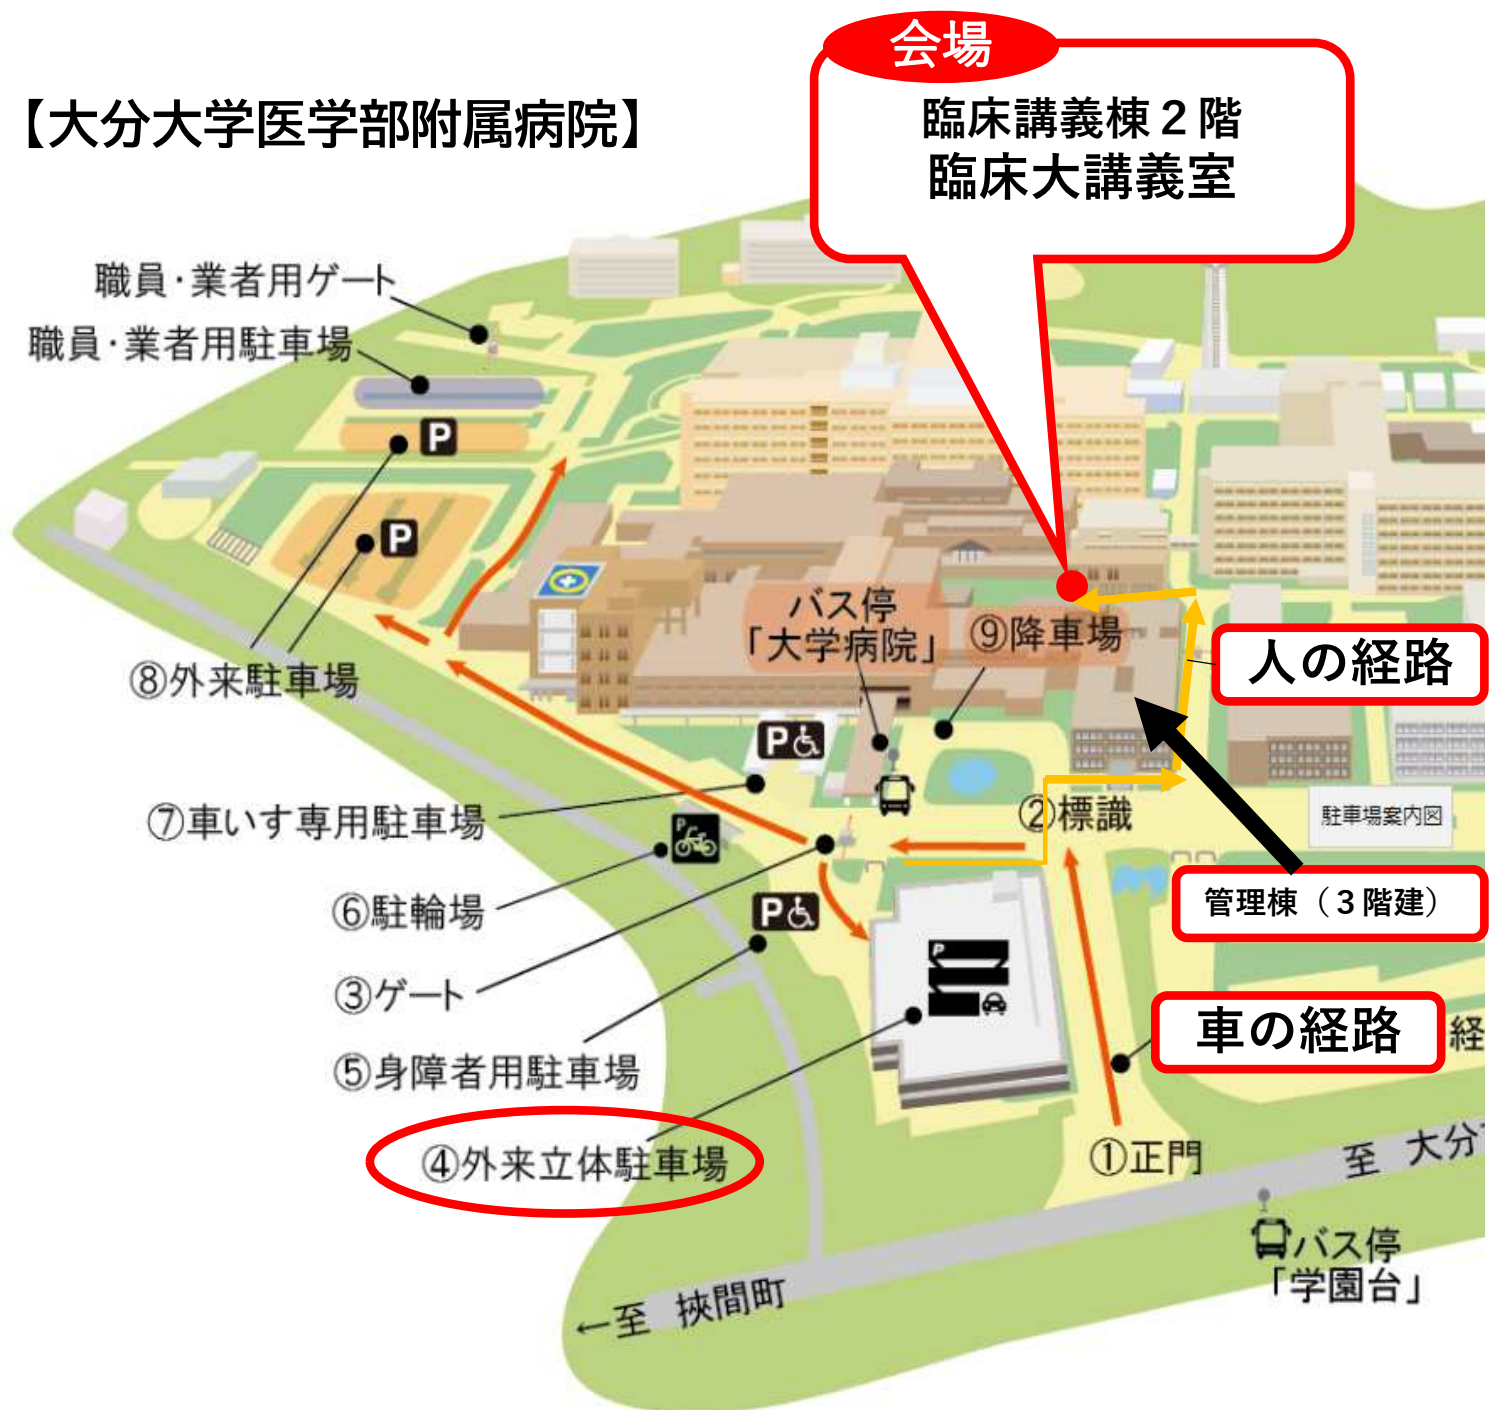 会場
【大分大学医学部附属病院】
臨床講義棟２階
臨床大講義室
職員・業者用ゲート
職員・業者用駐車場
P
P
バス停
「大学病院」
⑨降車場
人の経路
⑧外来駐車場
P
⑦車いす専用駐車場
②標識
駐車場案内図
P
⑥駐輪場
P
管理棟（３階建）
③ゲート
P
車の経路
経
⑤身障者用駐車場
④外来立体駐車場
①正門
至 大分
バス停
「学園台」
←至 挾間町